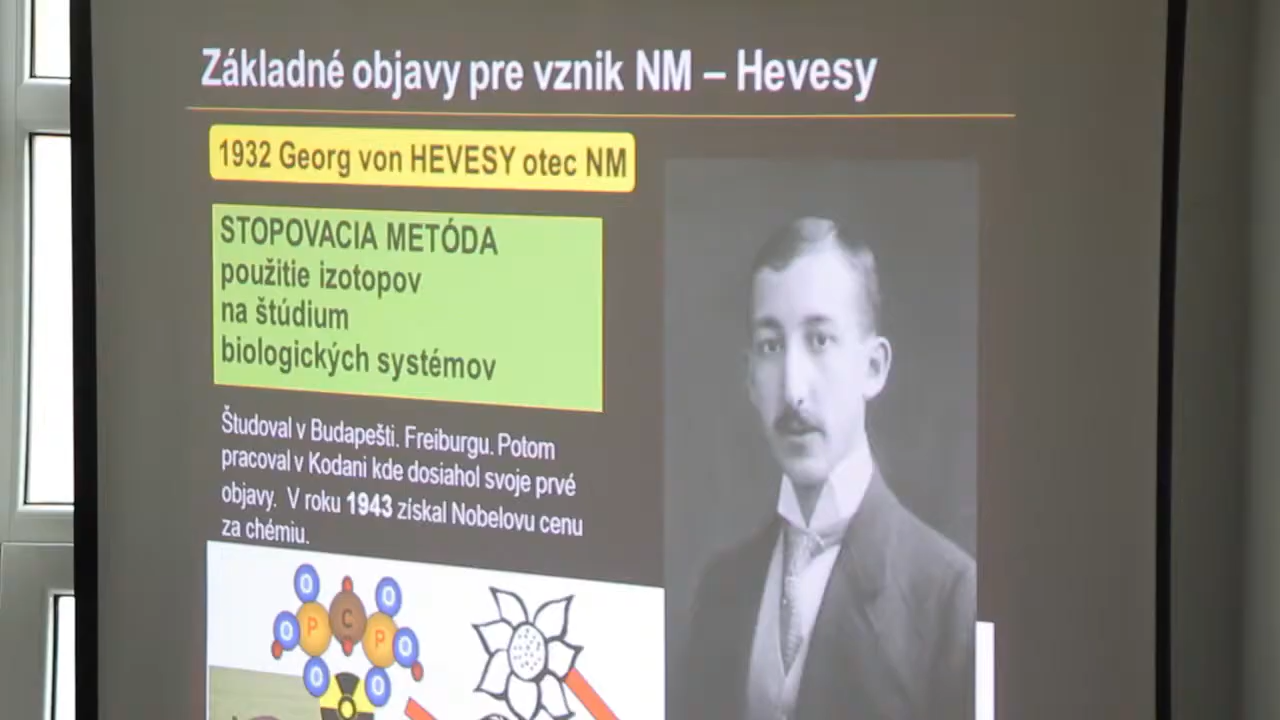 Základné objavy pre vznik NM – Hevesy
1932 Georg von HEVESY otec NM
STOPOVACIA METÓDA
použitie izotopov
na štúdium
biologických systémov
Študoval v Budapešti. Freiburgu. Potom
pracoval v Kodani kde dosiahol svoje prvé
objavy. V roku 1943 získal Nobelovu cenu
za chémiu.
O O
P C P
O O
O O